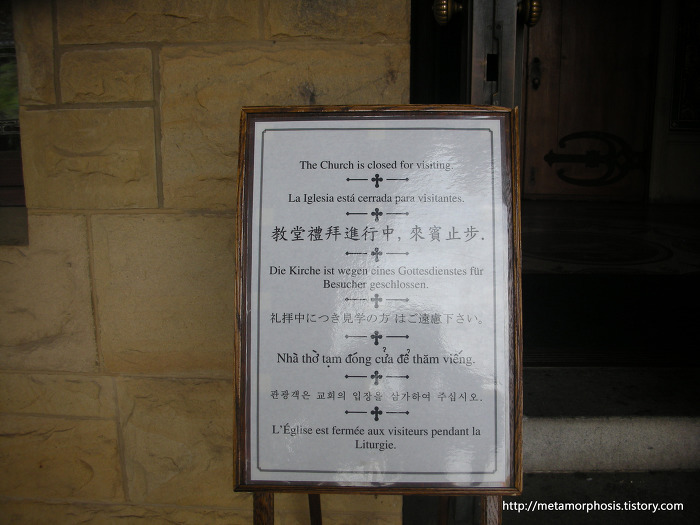 The Church is closed for visiting.
La Iglesia está cerrada para visitantes.
教堂禮拜進行中, 來賓止步.
Die Kirche ist wegen eines Gottesdienstes für
Besucher geschlossen.
礼拝中につき見学の方 はご遠慮下さい。
Nhà thờ tạm đóng cửa để thăm viếng.
관광객은 교회의 입장을 삼가하여 주십시오.
L'Église est fermée aux visiteurs pendant la
Liturgie.
http://metamorphosis.tistory.com